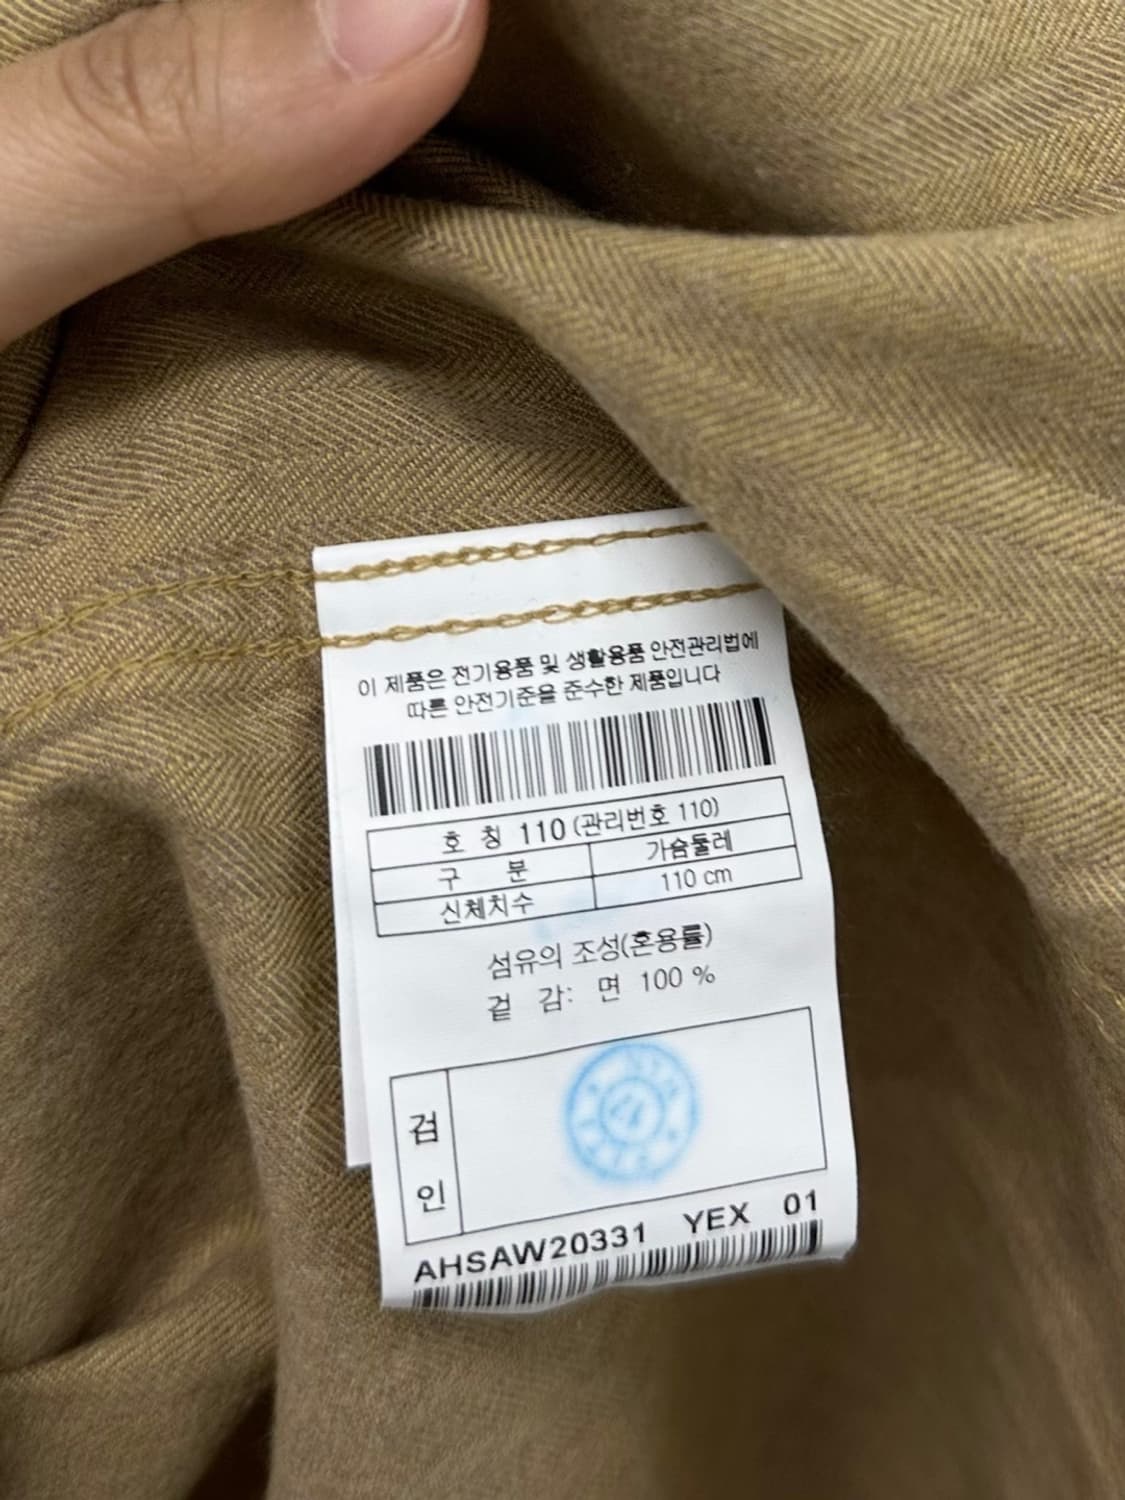 이 제품은 전기용품 및 생활용품 안전관리법에
따른 안전기준을 준수한 제품입니다
호 칭 110 (관리번호 110)
구 분 가슴둘레
신체치수 110 cm
섬유의 조성(혼용률)
겉 감: 면 100 %
검
인
AHSAW20331 YEX 01